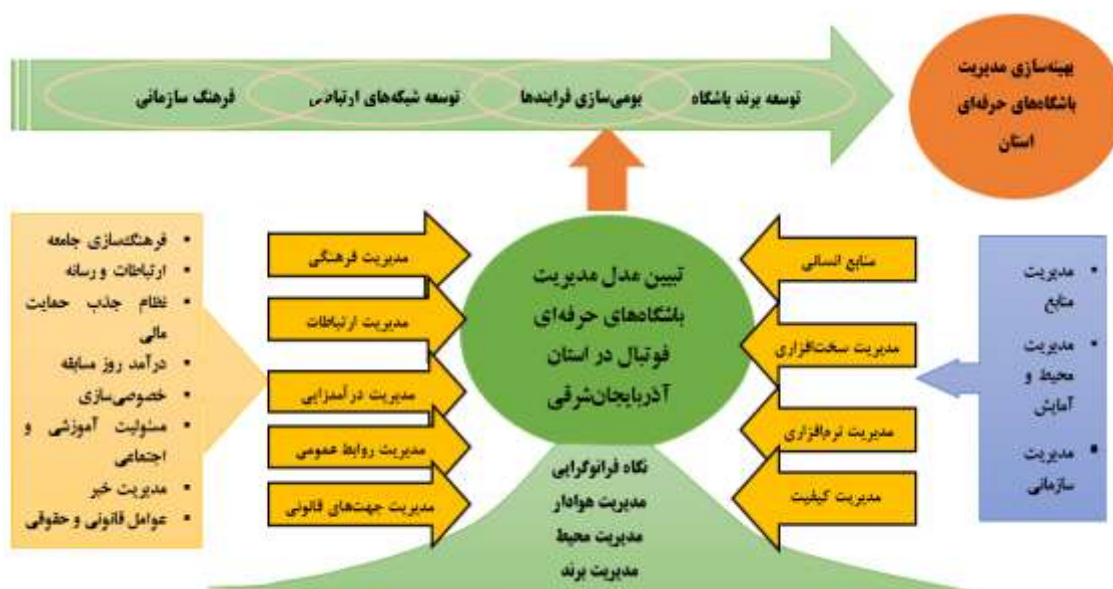 بهینه‌سازی مدیریت
باشگاه‌های حرفه‌ای
استان
توسعه برند باشگاه
بومی‌سازی فرایندها
توسعه شبکه‌های ارتباطی
فرهنگ سازمانی
مدیریت
منابع
مدیریت
محیط و
آمایش
مدیریت
سازمانی
منابع انسانی
مدیریت سخت‌افزاری
مدیریت نرم‌افزاری
مدیریت کیفیت
تبیین مدل مدیریت
باشگاه‌های حرفه‌ای
فوتبال در استان
آذربایجان‌شرقی
نگاه فرانوگرایی
مدیریت هوادار
مدیریت محیط
مدیریت برند
مدیریت فرهنگی
مدیریت ارتباطات
مدیریت درآمدزایی
مدیریت روابط عمومی
مدیریت جهت‌های قانونی
فرهنگ‌سازی جامعه
ارتباطات و رسانه
نظام جذب حمایت
مالی
درآمد روز مسابقه
خصوصی‌سازی
مسئولیت آموزشی و
اجتماعی
مدیریت خبر
عوامل قانونی و حقوقی